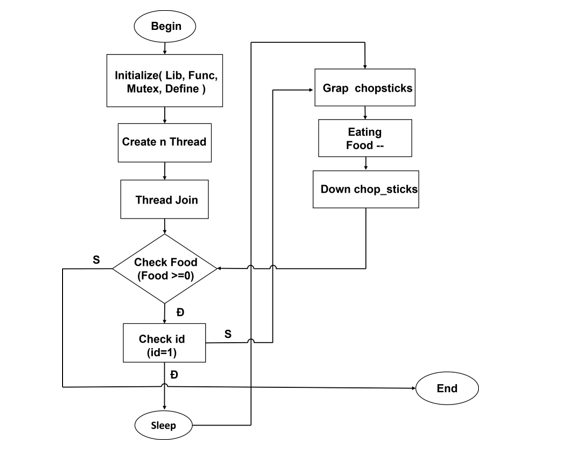 Begin
Initialize( Lib, Func,
Mutex, Define )
Create n Thread
Thread Join
Check Food
(Food >=0)
S
Đ
Check id
(id=1)
S
Đ
Sleep
Grap chopsticks
Eating
Food --
Down chop_sticks
End